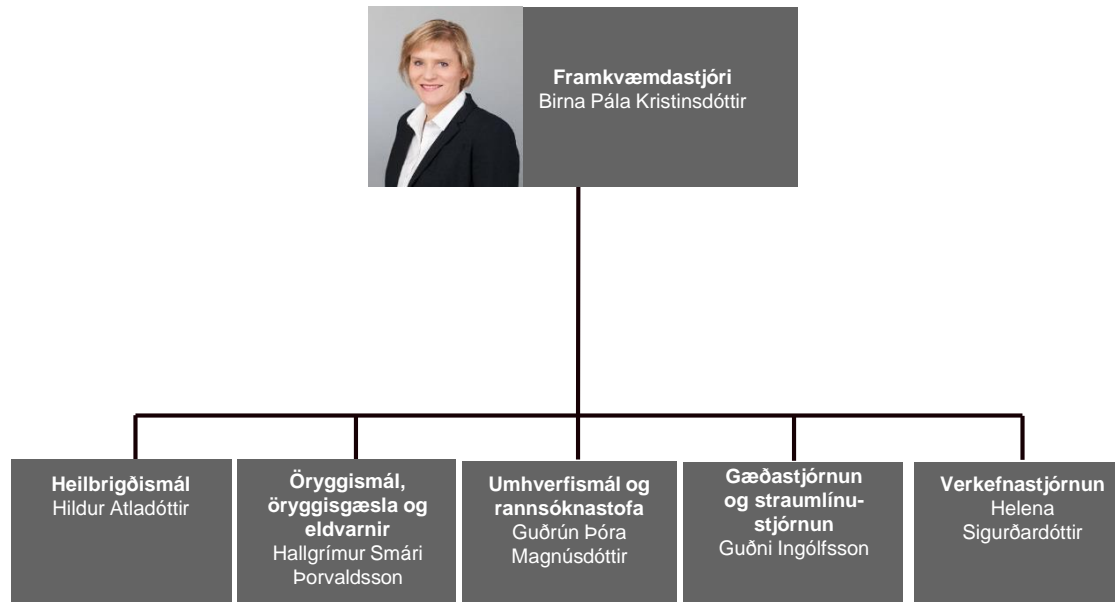 Framkvæmdastjóri
Birna Pála Kristinsdóttir
Heilbrigðismál
Hildur Atladóttir
Öryggismál,
öryggisgæsla og
eldvarnir
Hallgrímur Smári
Þorvaldsson
Umhverfismál og
rannsóknastofa
Guðrún Þóra
Magnúsdóttir
Gæðastjórnun
og straumlínu-
stjórnun
Guðni Ingólfsson
Verkefnastjórnun
Helena
Sigurðardóttir